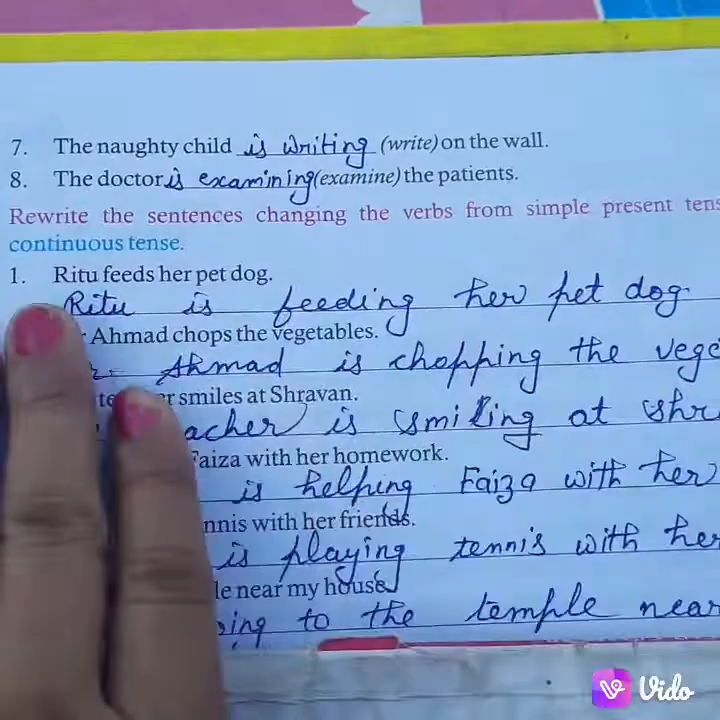 7. The naughty child is writing (write) on the wall.
8. The doctor is examining (examine) the patients.
Rewrite the sentences changing the verbs from simple present tens
continuous tense.
1. Ritu feeds her pet dog.
Ritu is feeding her pet dog.
Ahmad chops the vegetables.
Ahmad is chopping the vege
smiles at Shravan.
acher is smiling at Shr
Faiza with her homework.
is helping Faiza with her
nnis with her friends.
is playing tennis with her
le near my house.
ing to the temple near
Vido